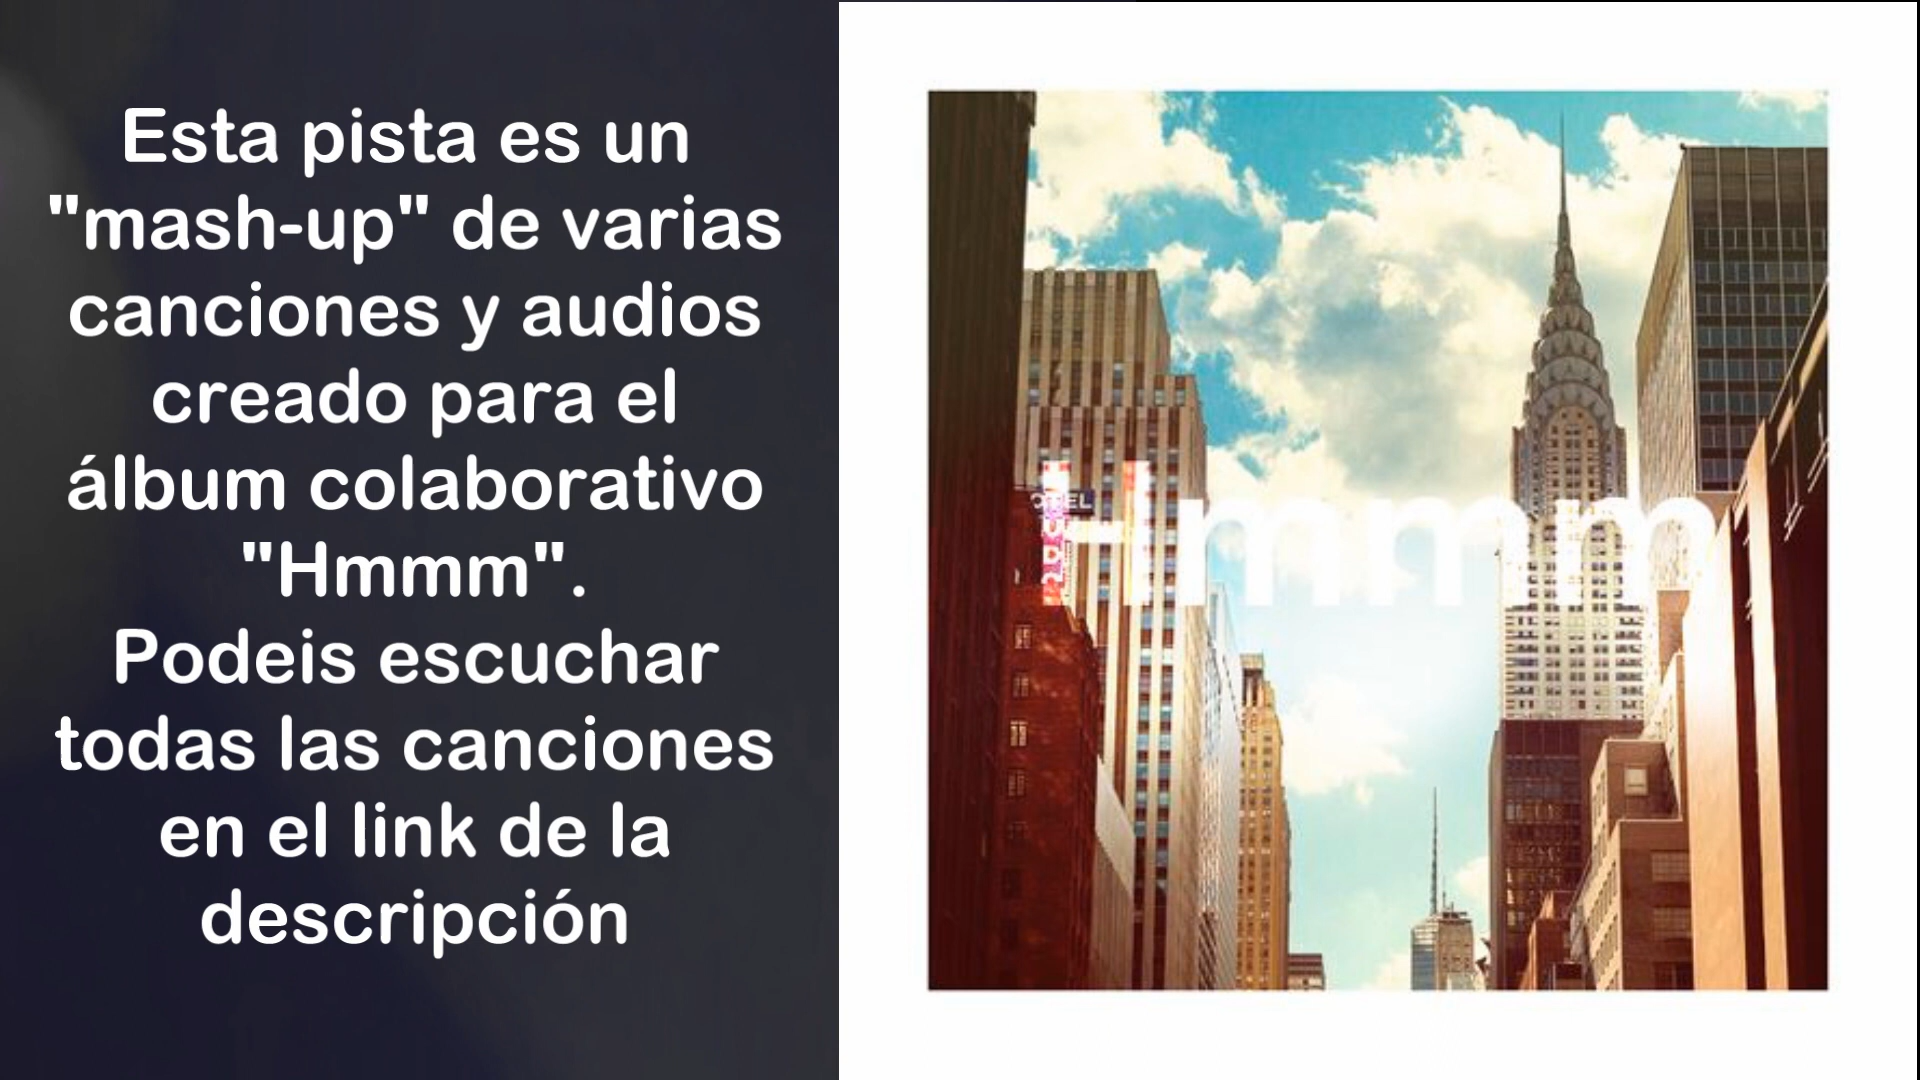 Esta pista es un
"mash-up" de varias
canciones y audios
creado para el
álbum colaborativo
"Hmmm".
Podeis escuchar
todas las canciones
en el link de la
descripción
Hmmm